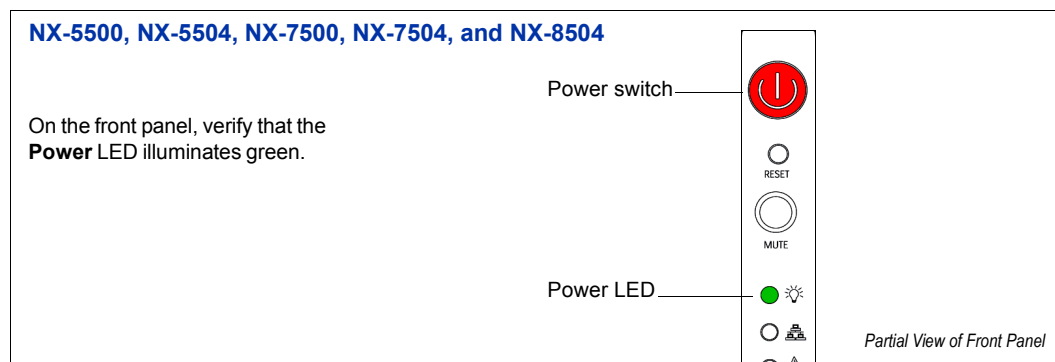 NX-5500, NX-5504, NX-7500, NX-7504, and NX-8504
Power switch
On the front panel, verify that the
Power LED illuminates green.
RESET
MUTE
Power LED
Partial View of Front Panel